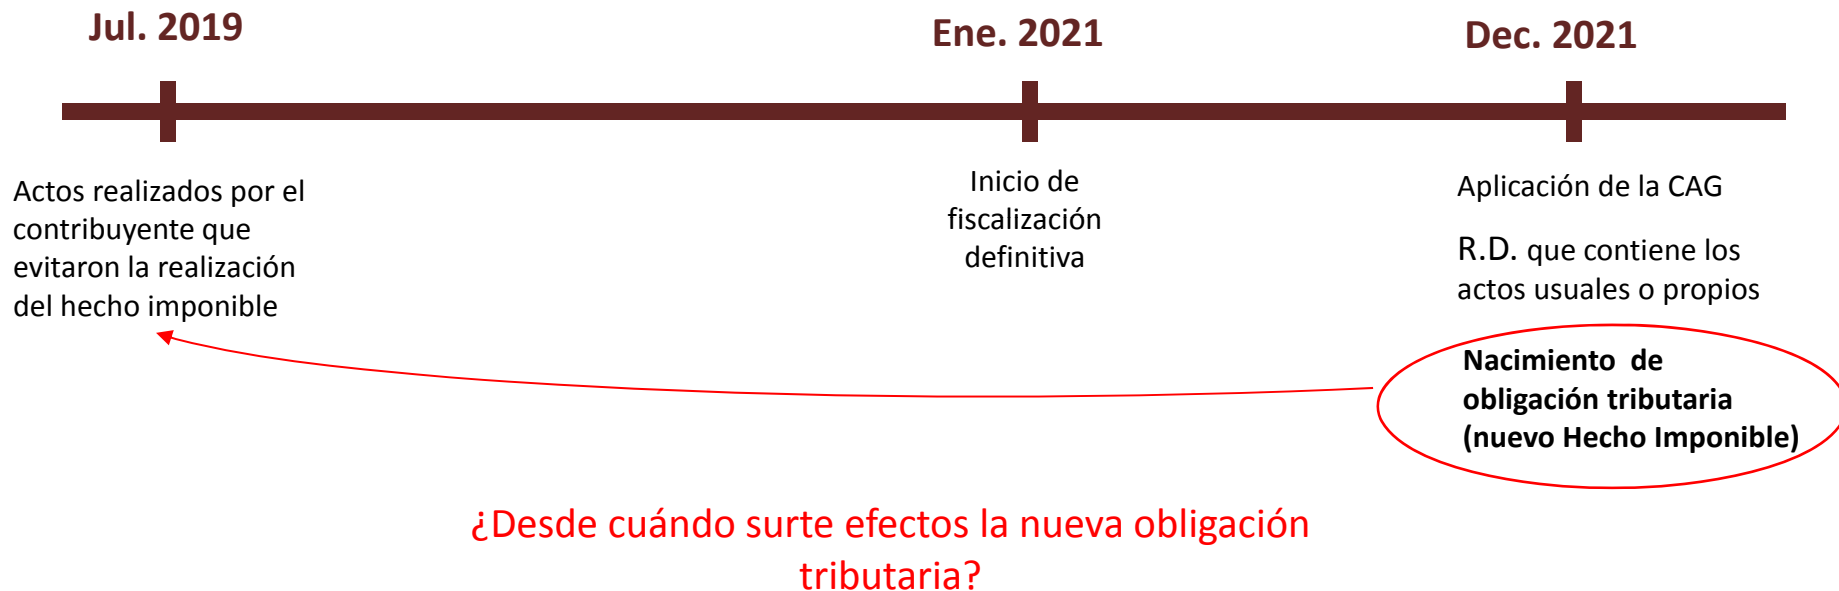 Jul. 2019
Ene. 2021
Dec. 2021
Actos realizados por el
contribuyente que
evitaron la realización
del hecho imponible
Inicio de
fiscalización
definitiva
Aplicación de la CAG
R.D. que contiene los
actos usuales o propios
Nacimiento de
obligación tributaria
(nuevo Hecho Imponible)
¿Desde cuándo surte efectos la nueva obligación
tributaria?